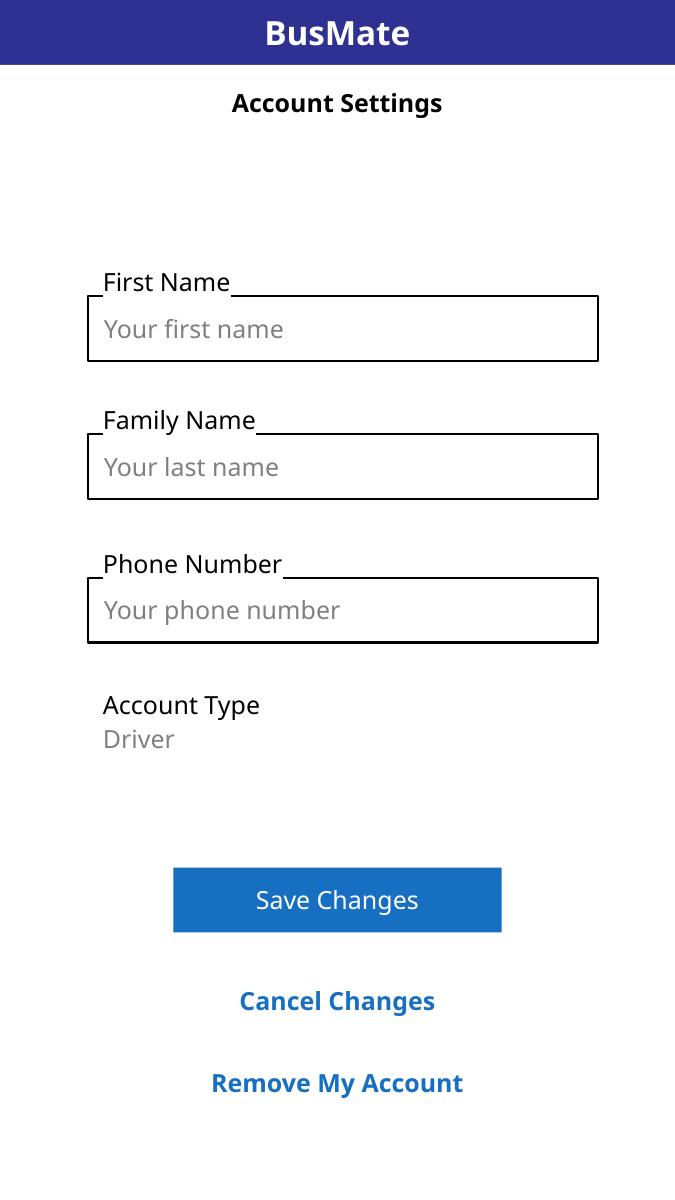 BusMate
Account Settings
First Name
Your first name
Family Name
Your last name
Phone Number
Your phone number
Account Type
Driver
Save Changes
Cancel Changes
Remove My Account